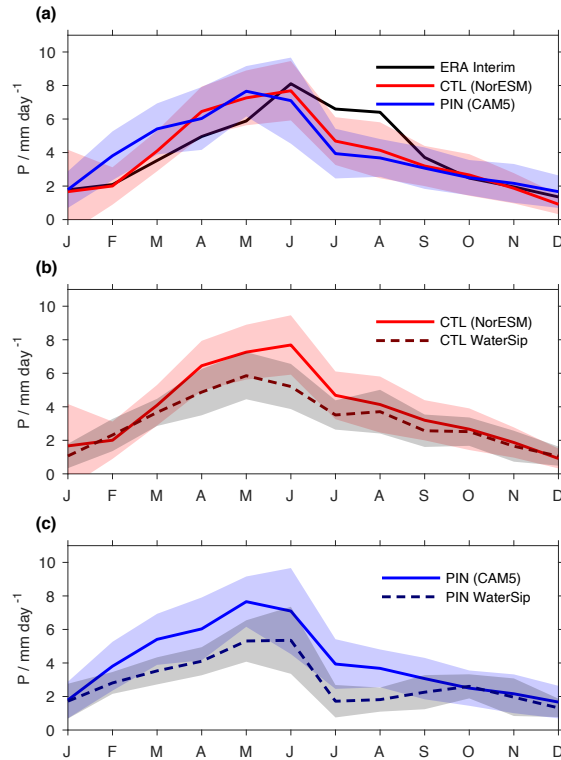 (a)
10
8
6
4
2
0
P / mm day -1
ERA Interim
CTL (NorESM)
PIN (CAM5)
J F M A M J J A S O N D
(b)
10
8
6
4
2
0
P / mm day -1
CTL (NorESM)
CTL WaterSip
J F M A M J J A S O N D
(c)
10
8
6
4
2
0
P / mm day -1
PIN (CAM5)
PIN WaterSip
J F M A M J J A S O N D